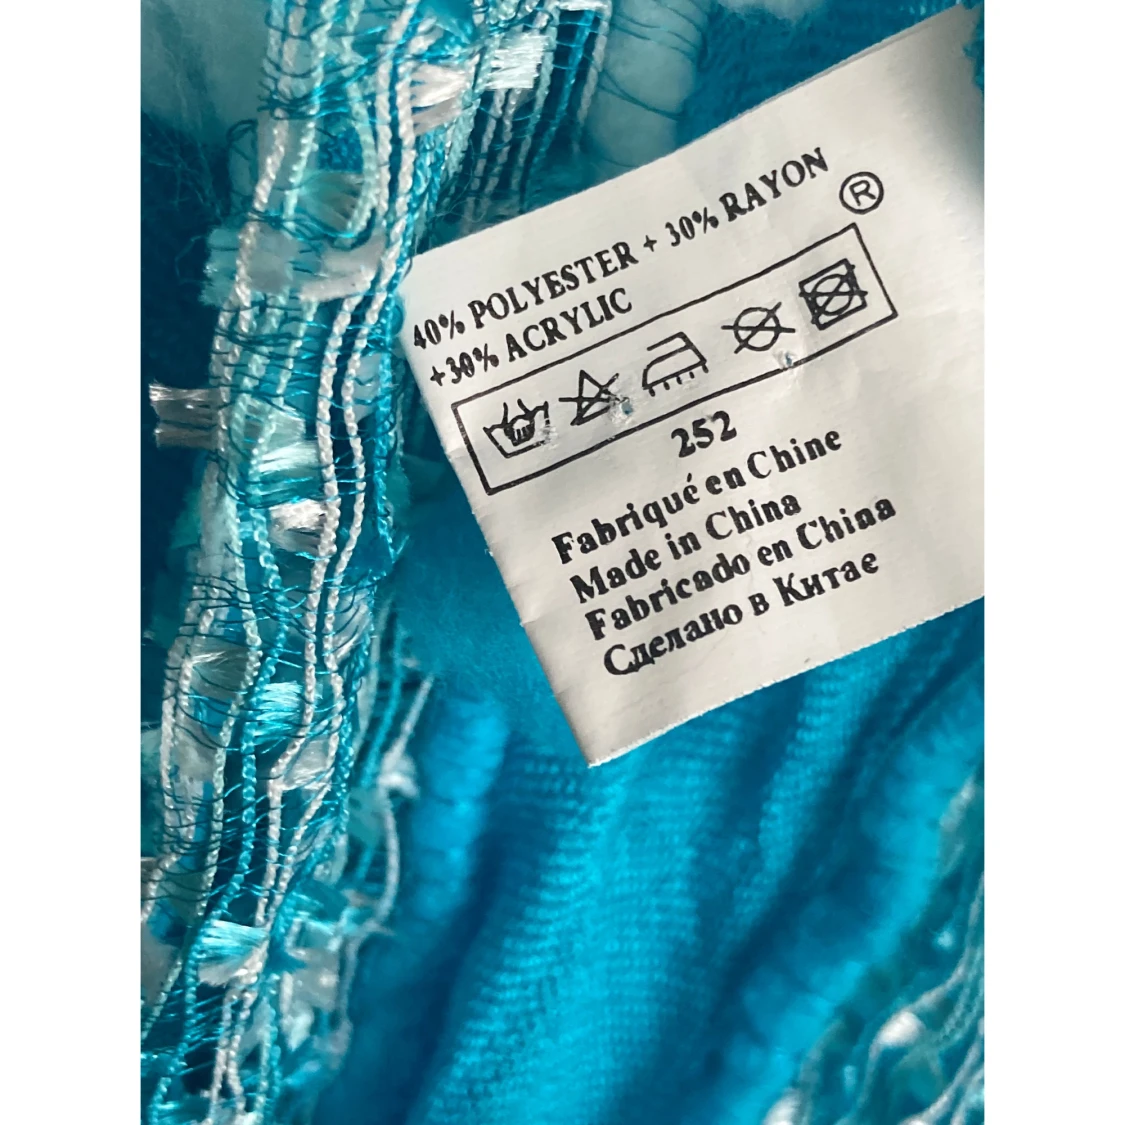 40% POLYESTER + 30% RAYON
+30% ACRYLIC
®
252
Fabriqué en Chine
Made in China
Fabricado en China
Сделано в Китае